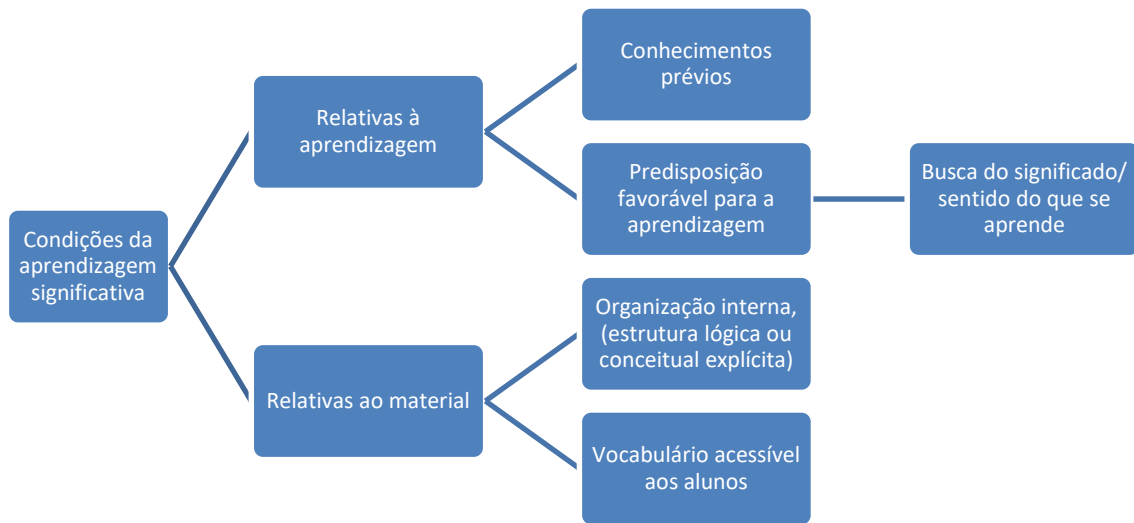 Condições da
aprendizagem
significativa
Relativas à
aprendizagem
Conhecimentos
prévios
Predisposição
favorável para a
aprendizagem
Busca do significado/
sentido do que se
aprende
Relativas ao material
Organização interna,
(estrutura lógica ou
conceitual explícita)
Vocabulário acessível
aos alunos